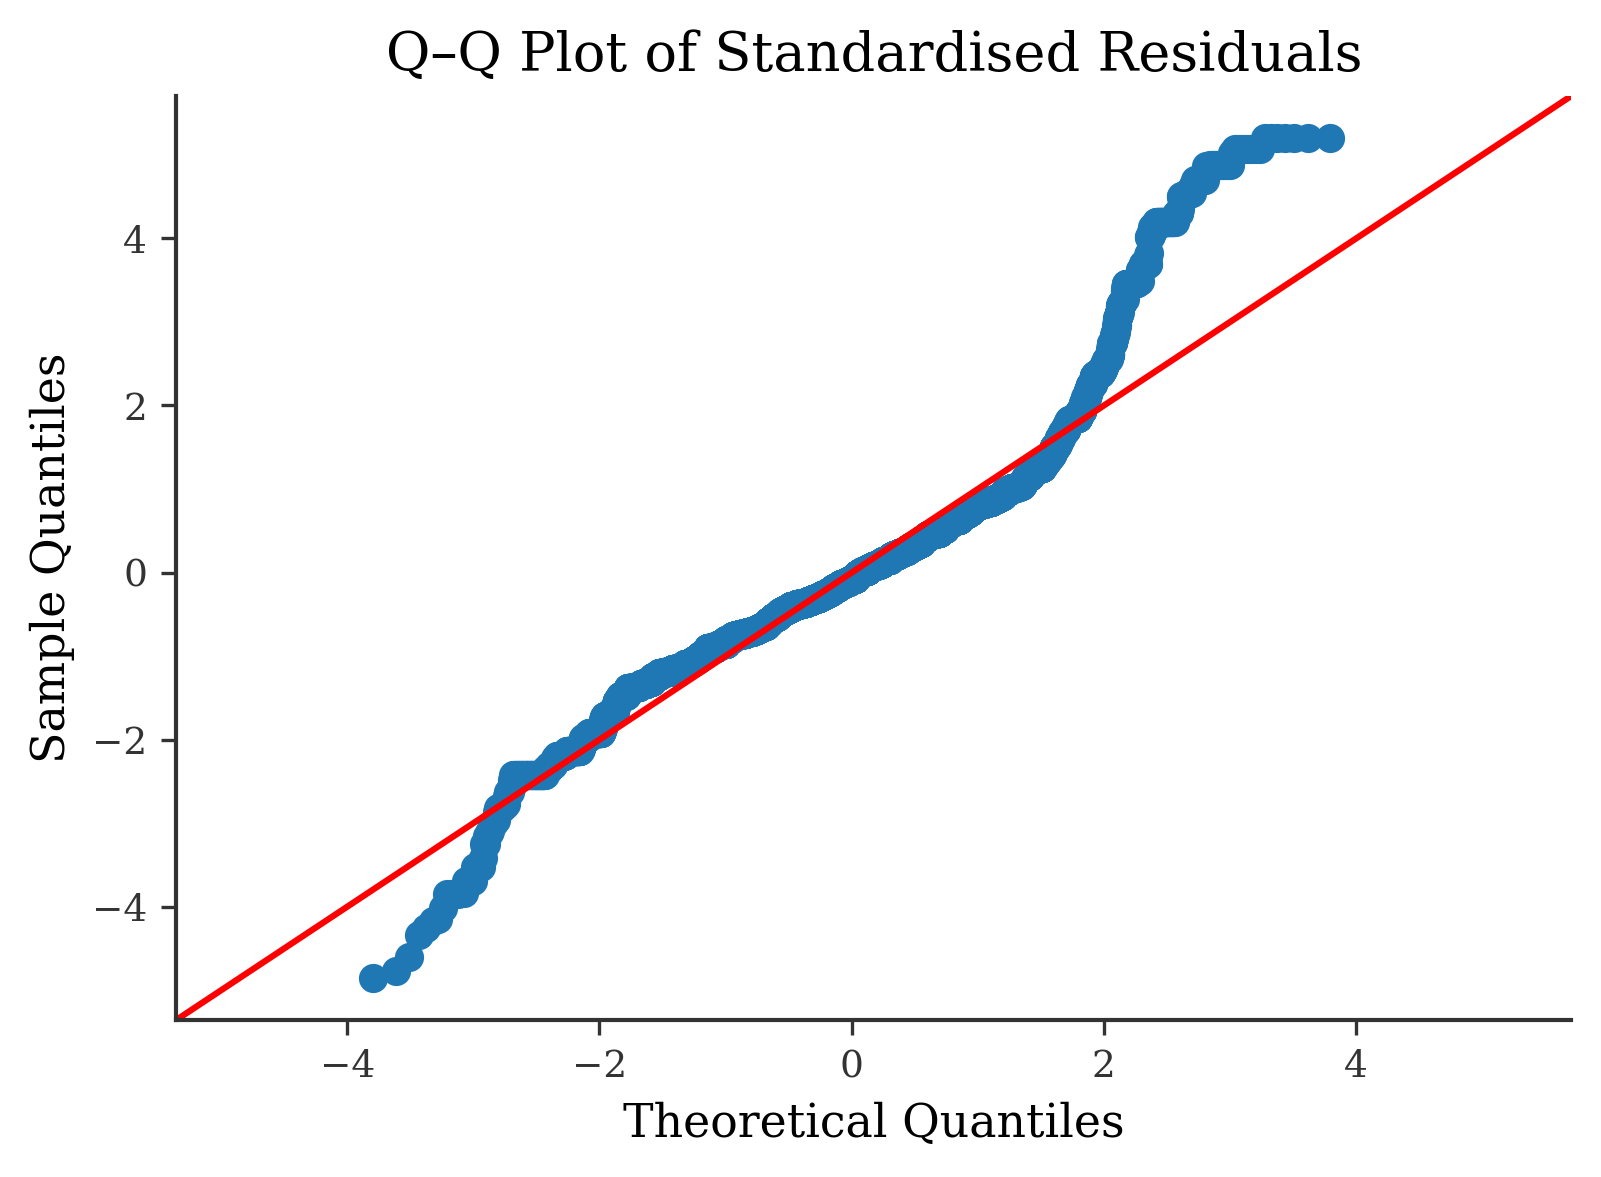 Q–Q Plot of Standardised Residuals
Sample Quantiles
4
2
0
−2
−4
−4 −2 0 2 4
Theoretical Quantiles